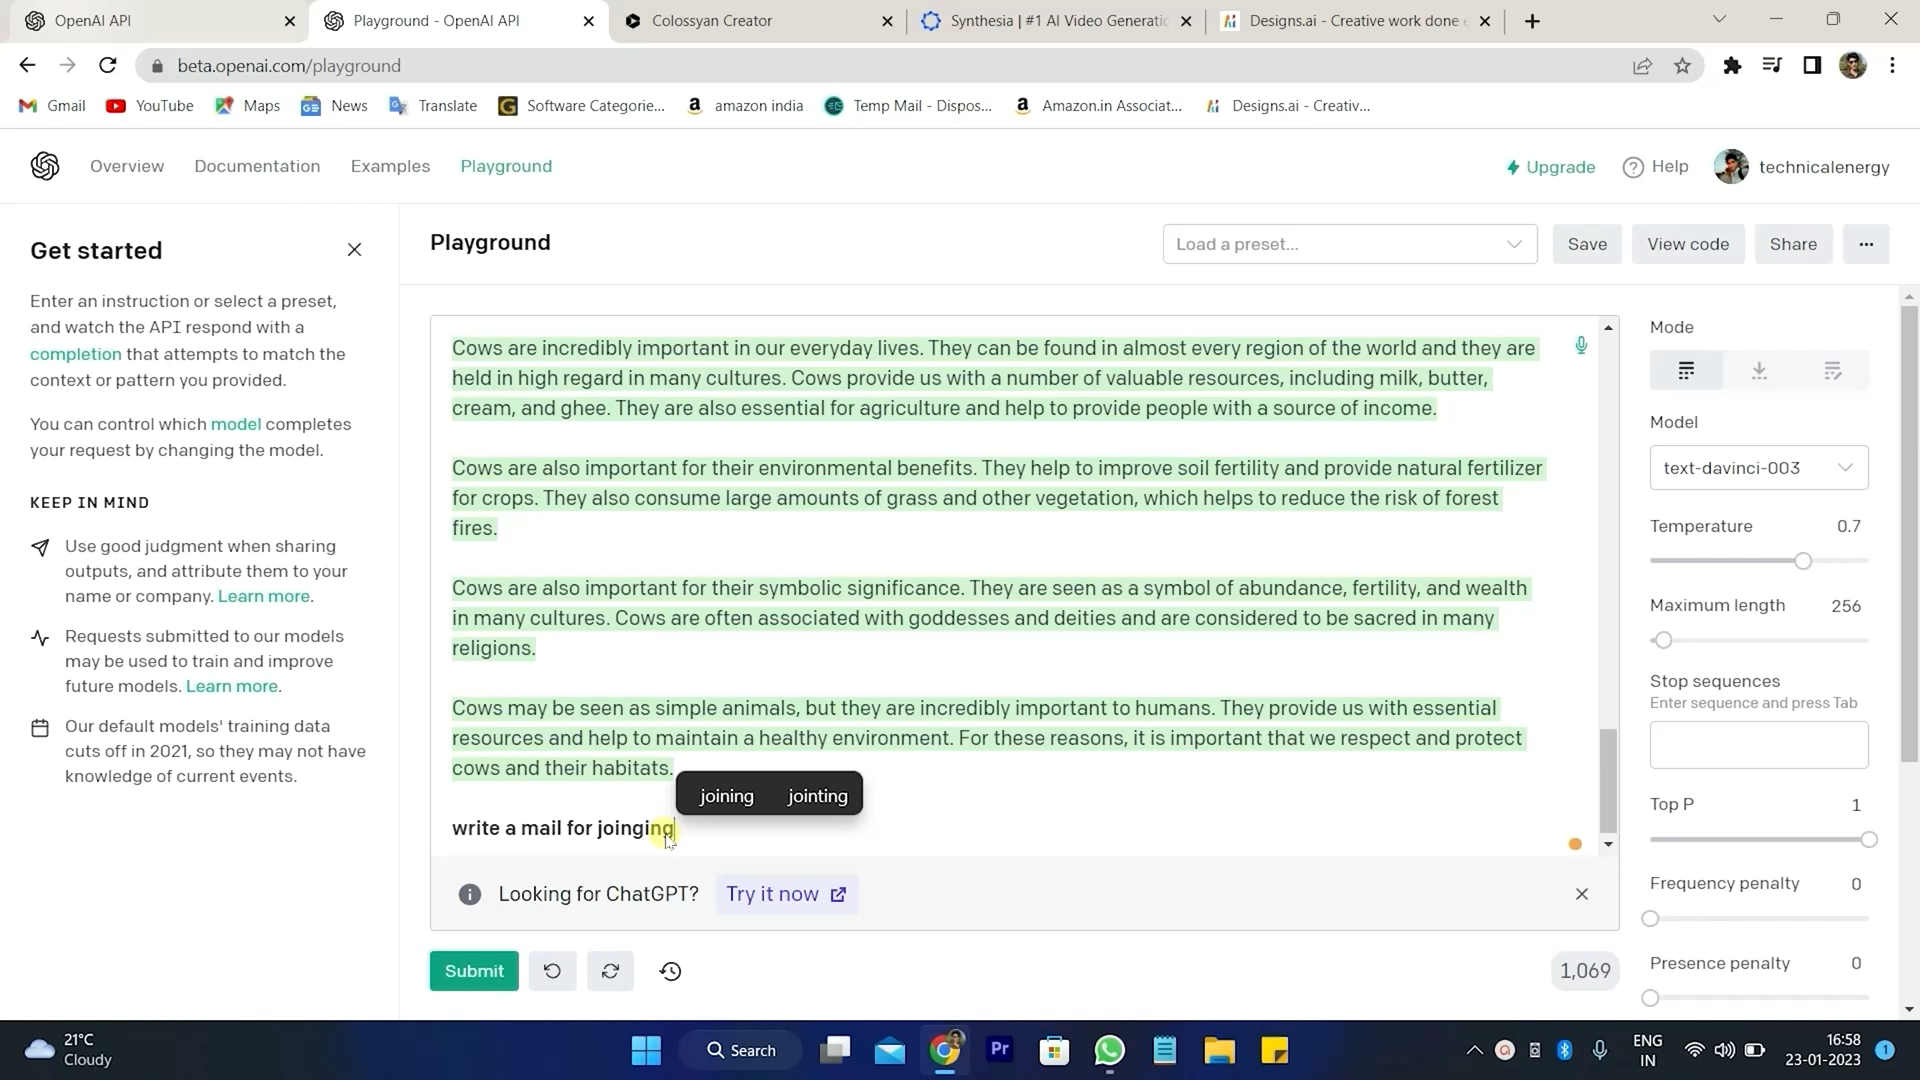 OpenAI API
Playground - OpenAI API
Colossyan Creator
Synthesia | #1 AI Video Generatio
Designs.ai - Creative work done e
beta.openai.com/playground
Gmail
YouTube
Maps
News
Translate
Software Categorie...
amazon india
Temp Mail - Dispos...
Amazon.in Associat...
Designs.ai - Creativ...
Overview
Documentation
Examples
Playground
Upgrade
Help
technicalenergy
Get started
Enter an instruction or select a preset,
and watch the API respond with a
completion that attempts to match the
context or pattern you provided.
You can control which model completes
your request by changing the model.
KEEP IN MIND
Use good judgment when sharing
outputs, and attribute them to your
name or company. Learn more.
Requests submitted to our models
may be used to train and improve
future models. Learn more.
Our default models' training data
cuts off in 2021, so they may not have
knowledge of current events.
Playground
Load a preset...
Save
View code
Share
Cows are incredibly important in our everyday lives. They can be found in almost every region of the world and they are
held in high regard in many cultures. Cows provide us with a number of valuable resources, including milk, butter,
cream, and ghee. They are also essential for agriculture and help to provide people with a source of income.
Cows are also important for their environmental benefits. They help to improve soil fertility and provide natural fertilizer
for crops. They also consume large amounts of grass and other vegetation, which helps to reduce the risk of forest
fires.
Cows are also important for their symbolic significance. They are seen as a symbol of abundance, fertility, and wealth
in many cultures. Cows are often associated with goddesses and deities and are considered to be sacred in many
religions.
Cows may be seen as simple animals, but they are incredibly important to humans. They provide us with essential
resources and help to maintain a healthy environment. For these reasons, it is important that we respect and protect
cows and their habitats.
joining jointing
write a mail for joinging
Looking for ChatGPT? Try it now
Submit
1,069
Mode
Model
text-davinci-003
Temperature 0.7
Maximum length 256
Stop sequences
Enter sequence and press Tab
Top P 1
Frequency penalty 0
Presence penalty 0
21°C
Cloudy
Search
Pr
ENG
IN
16:58
23-01-2023
1